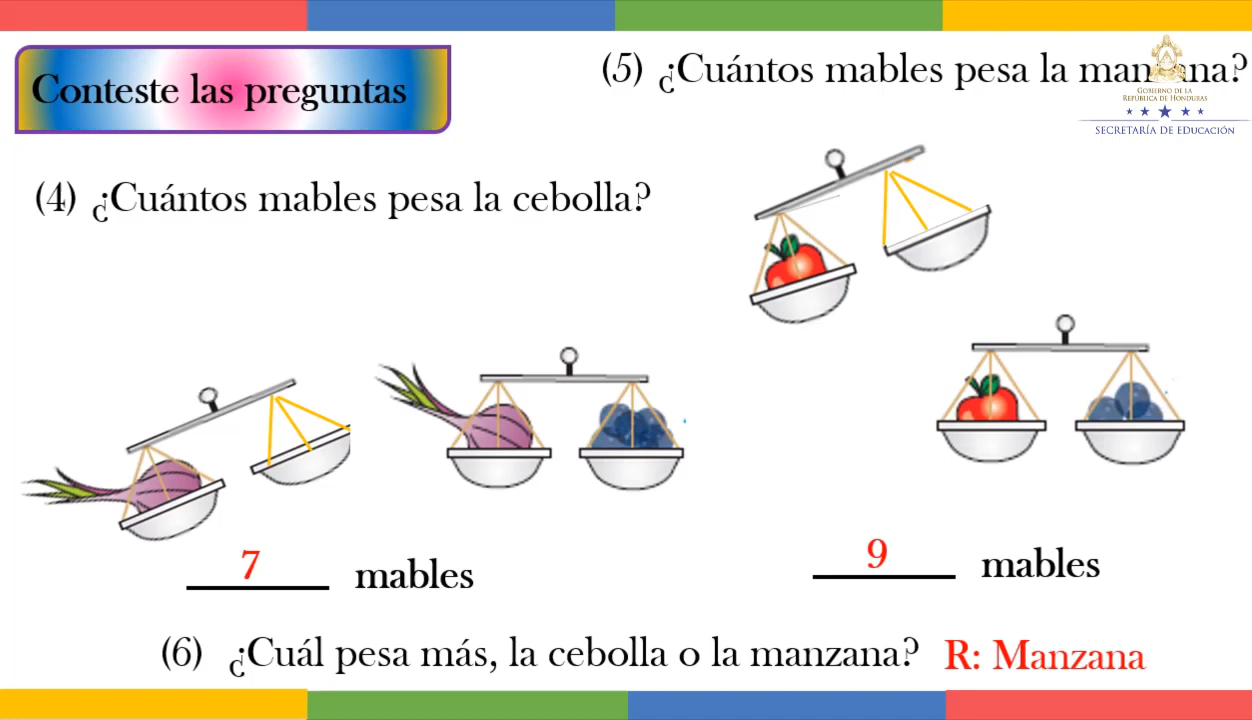 Conteste las preguntas
(4) ¿Cuántos mables pesa la cebolla?
7
mables
(5) ¿Cuántos mables pesa la manzana?
GOBIERNO DE LA
REPÚBLICA DE HONDURAS
SECRETARÍA DE EDUCACIÓN
9
mables
(6) ¿Cuál pesa más, la cebolla o la manzana? R: Manzana